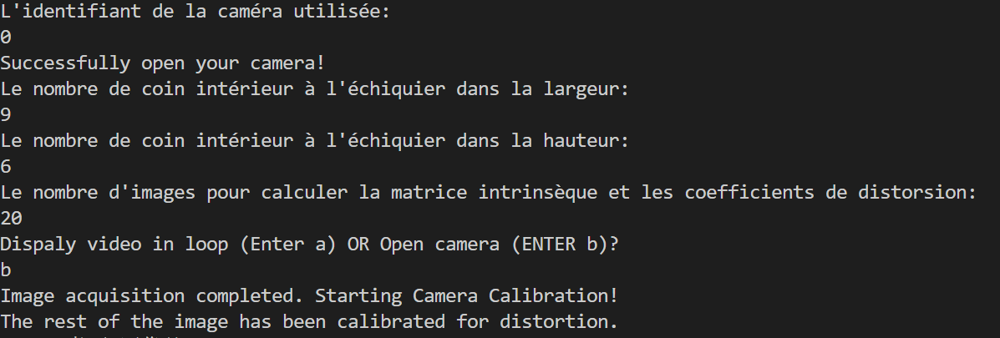 L'identifiant de la caméra utilisée:
0
Successfully open your camera!
Le nombre de coin intérieur à l'échiquier dans la largeur:
9
Le nombre de coin intérieur à l'échiquier dans la hauteur:
6
Le nombre d'images pour calculer la matrice intrinsèque et les coefficients de distorsion:
20
Dispaly video in loop (Enter a) OR Open camera (ENTER b)?
b
Image acquisition completed. Starting Camera Calibration!
The rest of the image has been calibrated for distortion.